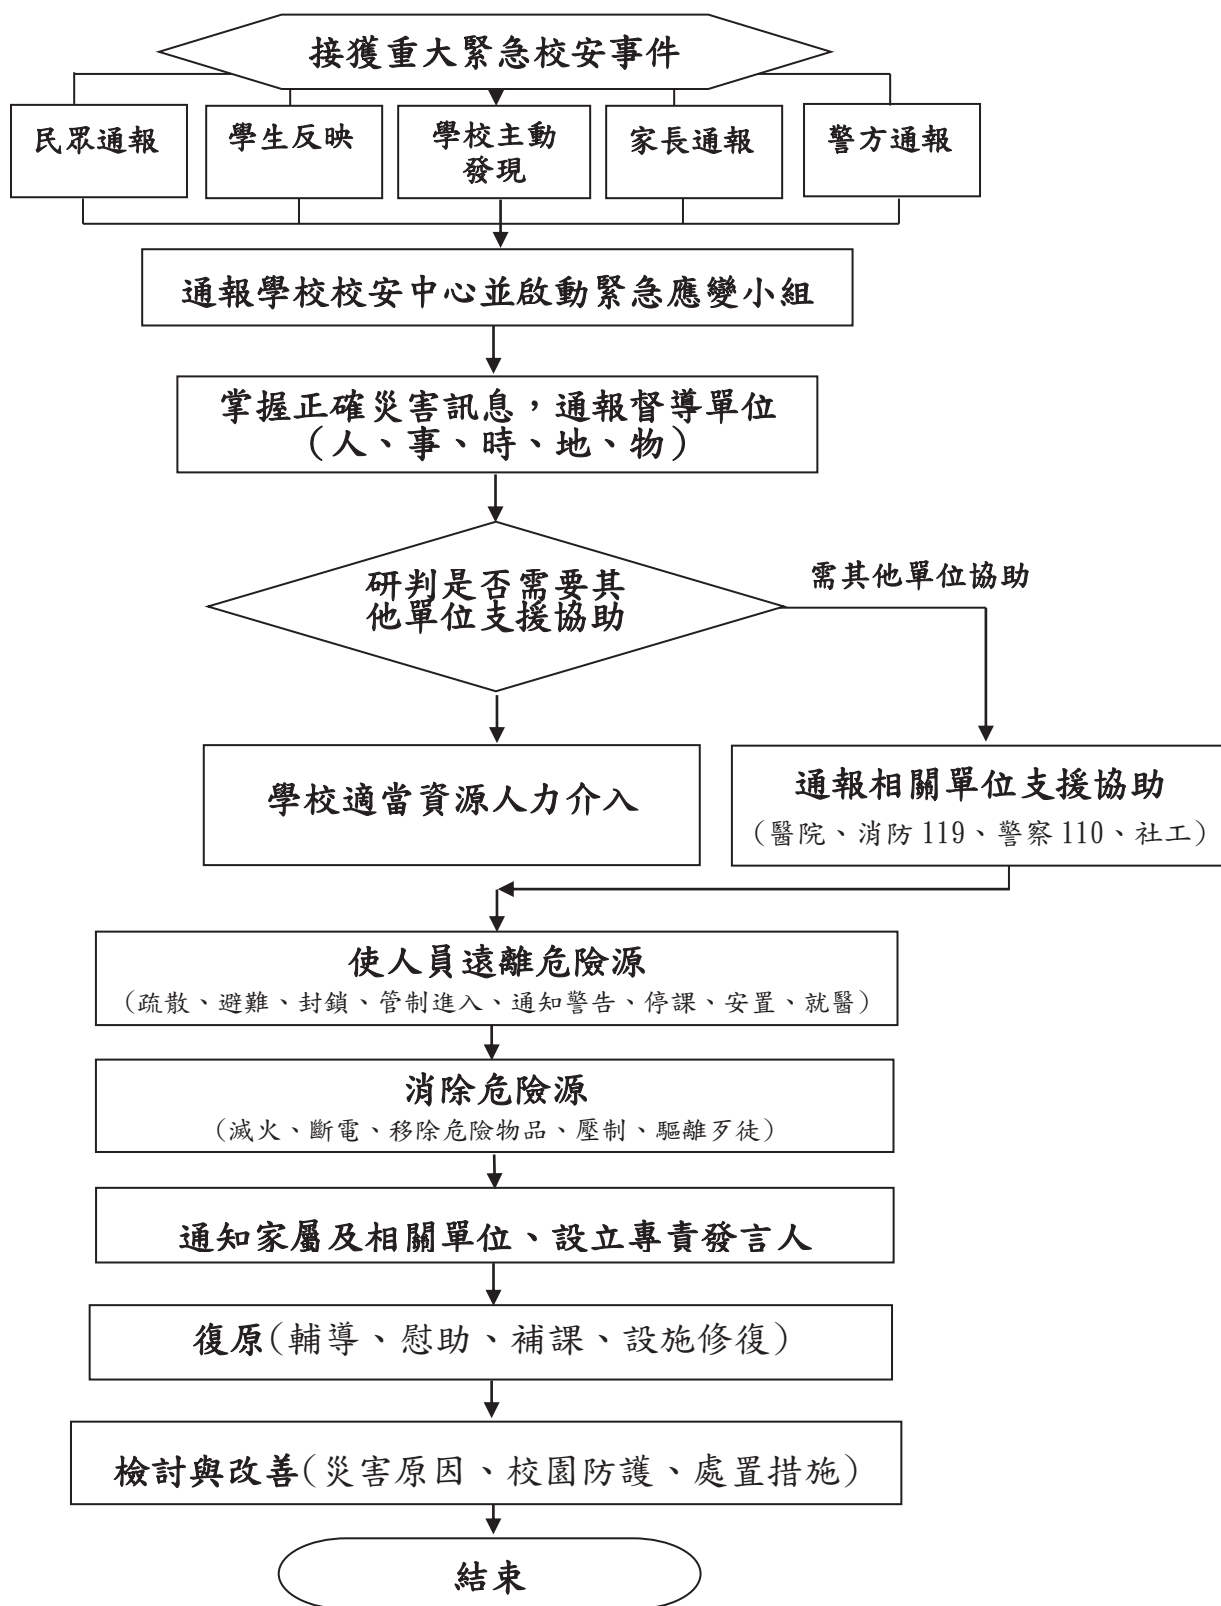 接獲重大緊急校安事件
民眾通報
學生反映
學校主動
發現
家長通報
警方通報
通報學校校安中心並啟動緊急應變小組
掌握正確災害訊息，通報督導單位
（人、事、時、地、物）
研判是否需要其
他單位支援協助
需其他單位協助
學校適當資源人力介入
通報相關單位支援協助
（醫院、消防 119、警察 110、社工）
使人員遠離危險源
（疏散、避難、封鎖、管制進入、通知警告、停課、安置、就醫）
消除危險源
（滅火、斷電、移除危險物品、壓制、驅離歹徒）
通知家屬及相關單位、設立專責發言人
復原（輔導、慰助、補課、設施修復）
檢討與改善（災害原因、校園防護、處置措施）
結束